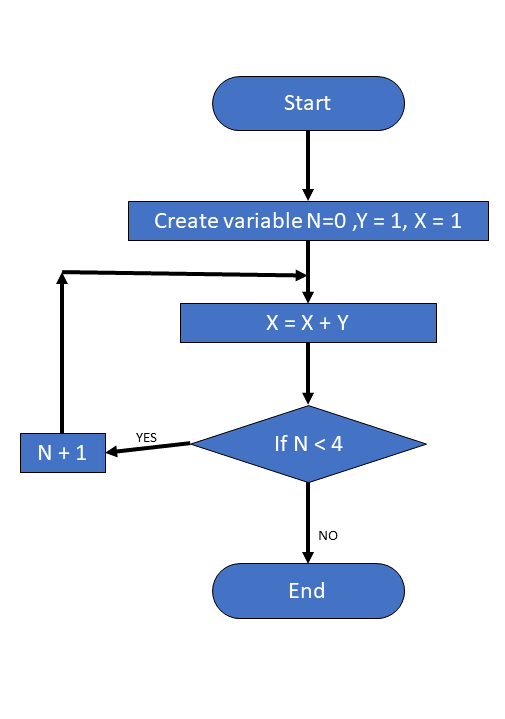 Start
Create variable N=0 ,Y = 1, X = 1
X = X + Y
If N < 4
YES
N + 1
NO
End